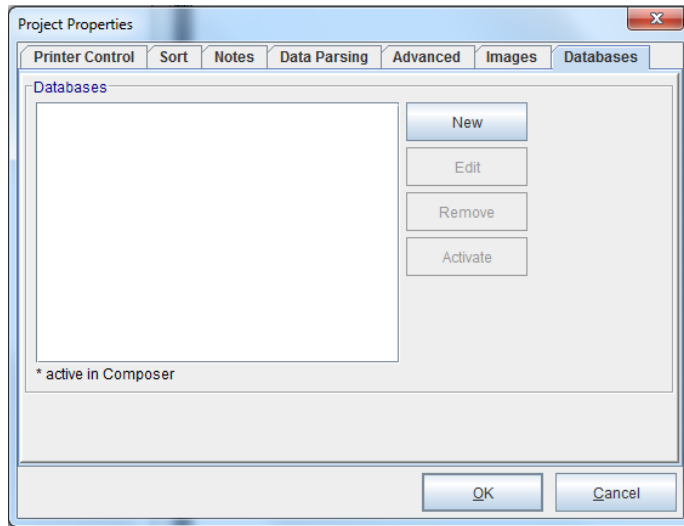 Project Properties
Printer Control Sort Notes Data Parsing Advanced Images Databases
Databases
New
Edit
Remove
Activate
* active in Composer
OK Cancel